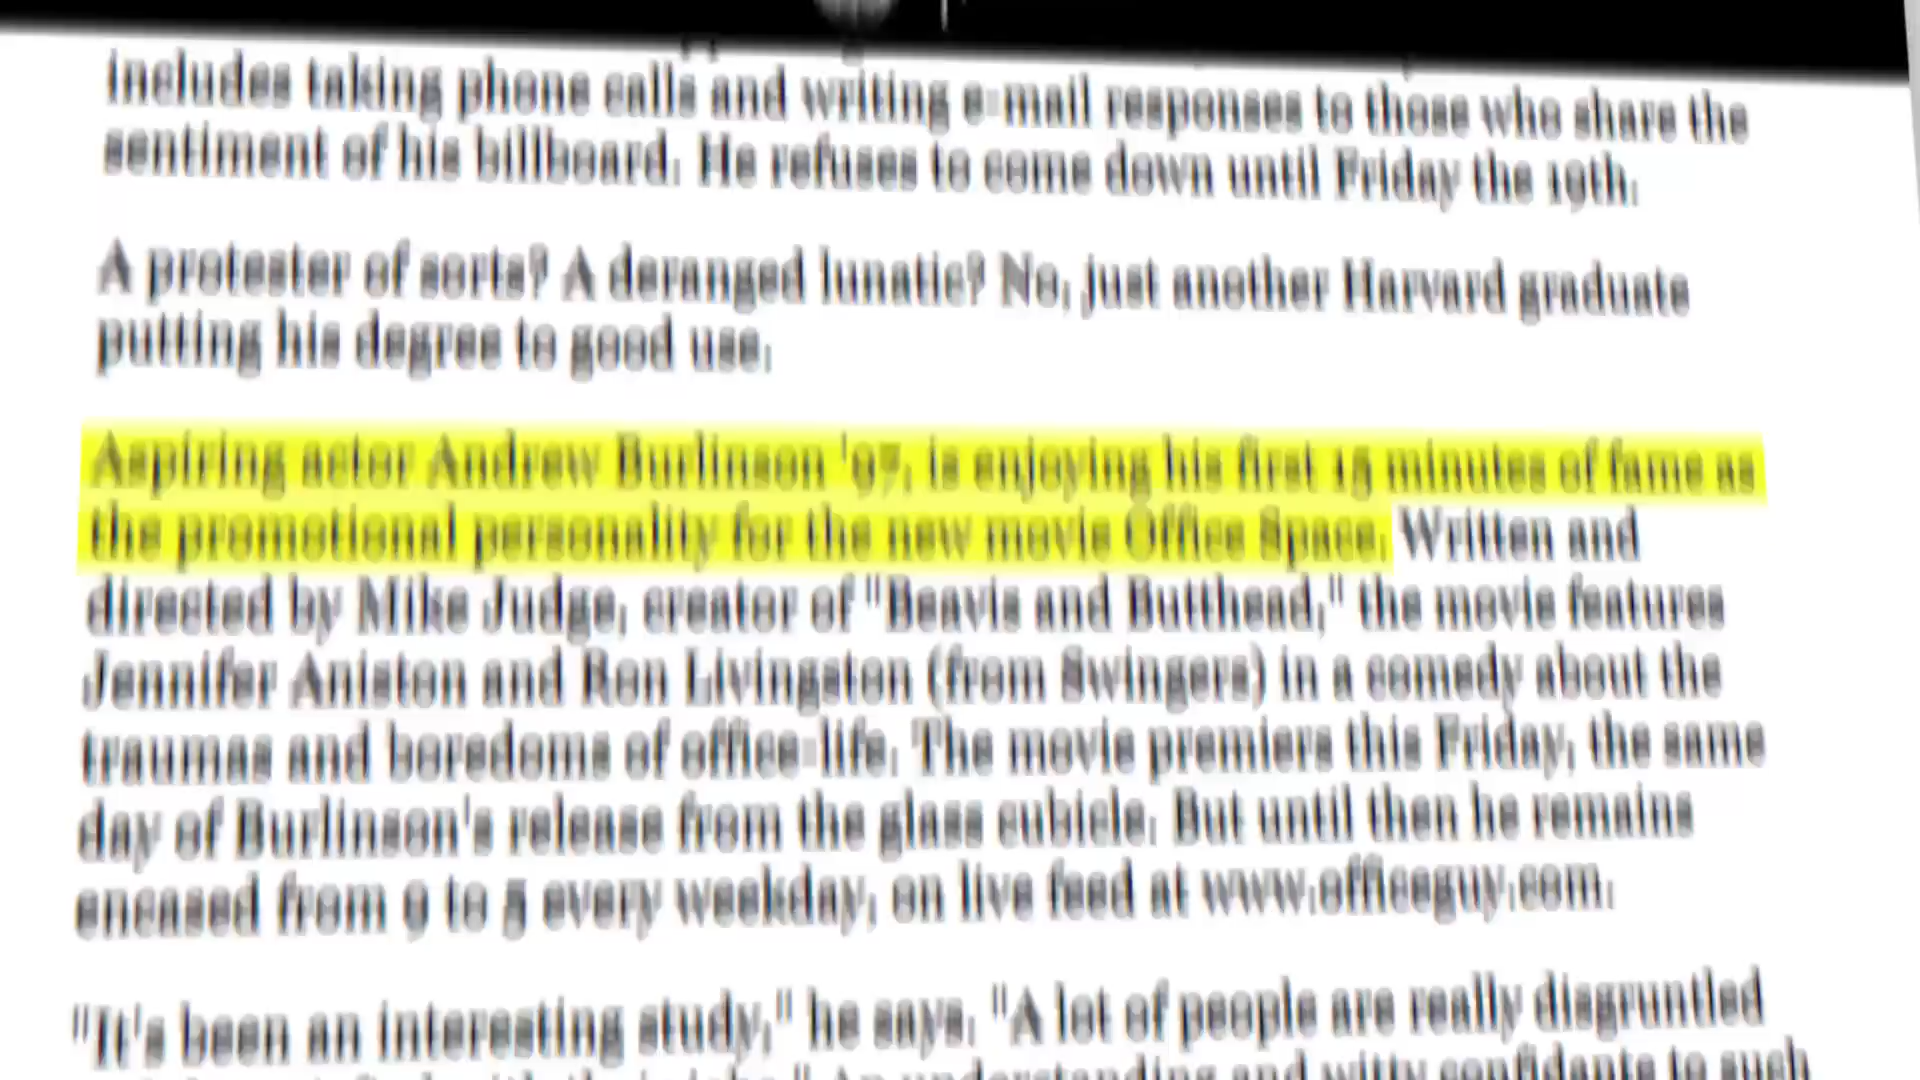 includes taking phone calls and writing e-mail responses to those who share the
sentiment of his billboard. He refuses to come down until Friday the 19th.
A protester of sorts? A deranged lunatic? No, just another Harvard graduate
putting his degree to good use.
Aspiring actor Andrew Burlinson '97, is enjoying his first 15 minutes of fame as
the promotional personality for the new movie Office Space. Written and
directed by Mike Judge, creator of "Beavis and Butthead," the movie features
Jennifer Aniston and Ron Livingston (from Swingers) in a comedy about the
traumas and boredoms of office-life. The movie premiers this Friday, the same
day of Burlinson's release from the glass cubicle. But until then he remains
encased from 9 to 5 every weekday, on live feed at www.officeguy.com.
"It's been an interesting study," he says. "A lot of people are really disgruntled
An understanding and witty confidante to such